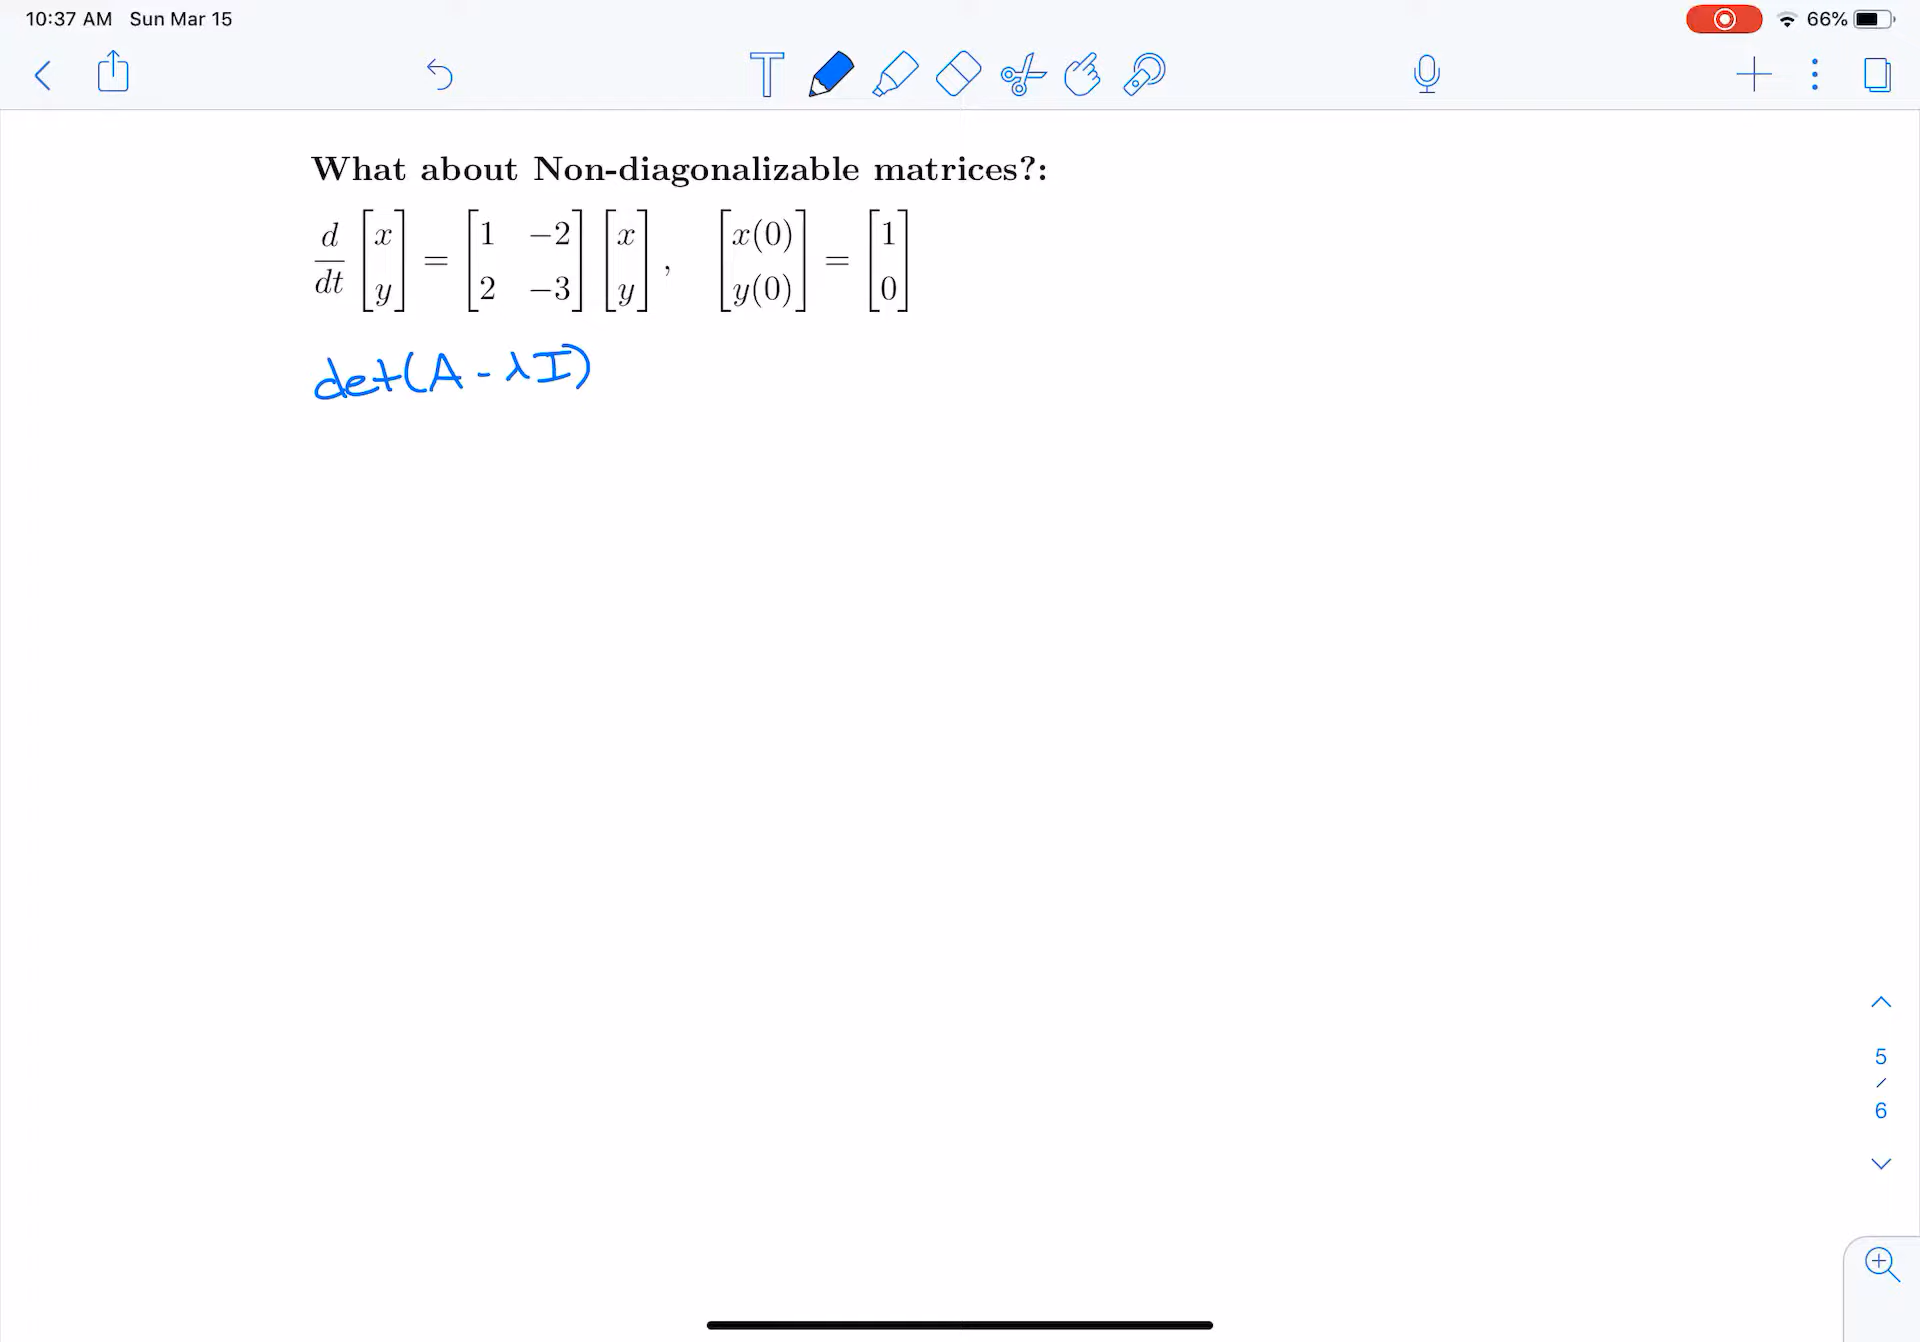 10:37 AM Sun Mar 15
66%
What about Non-diagonalizable matrices?:
d/dt [x; y] = [1 −2; 2 −3] [x; y], [x(0); y(0)] = [1; 0]
det(A - λI)
5
/
6